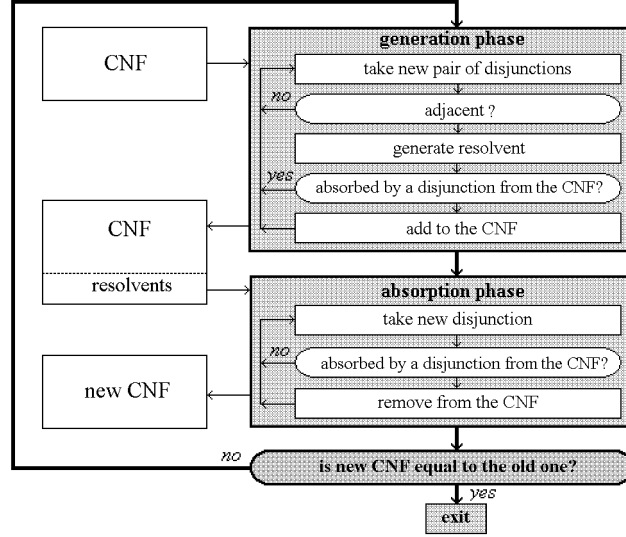 generation phase
CNF
take new pair of disjunctions
no
adjacent ?
generate resolvent
yes
absorbed by a disjunction from the CNF?
CNF
add to the CNF
resolvents
absorption phase
take new disjunction
no
absorbed by a disjunction from the CNF?
new CNF
remove from the CNF
no
is new CNF equal to the old one?
yes
exit